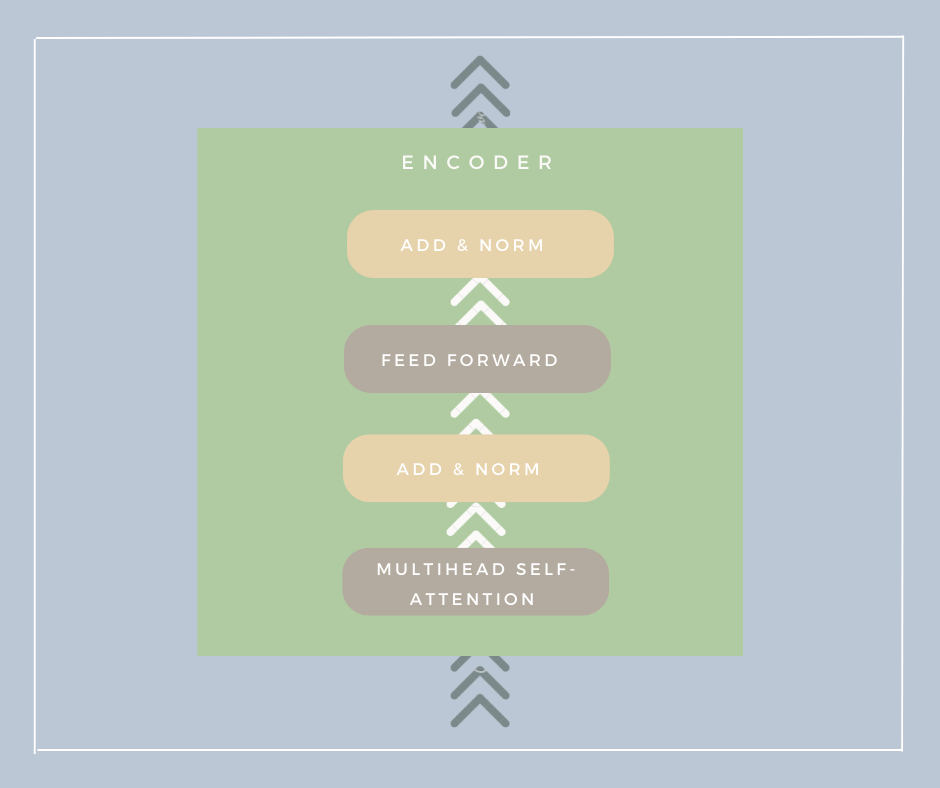 ENCODER
ADD & NORM
FEED FORWARD
ADD & NORM
MULTIHEAD SELF-
ATTENTION